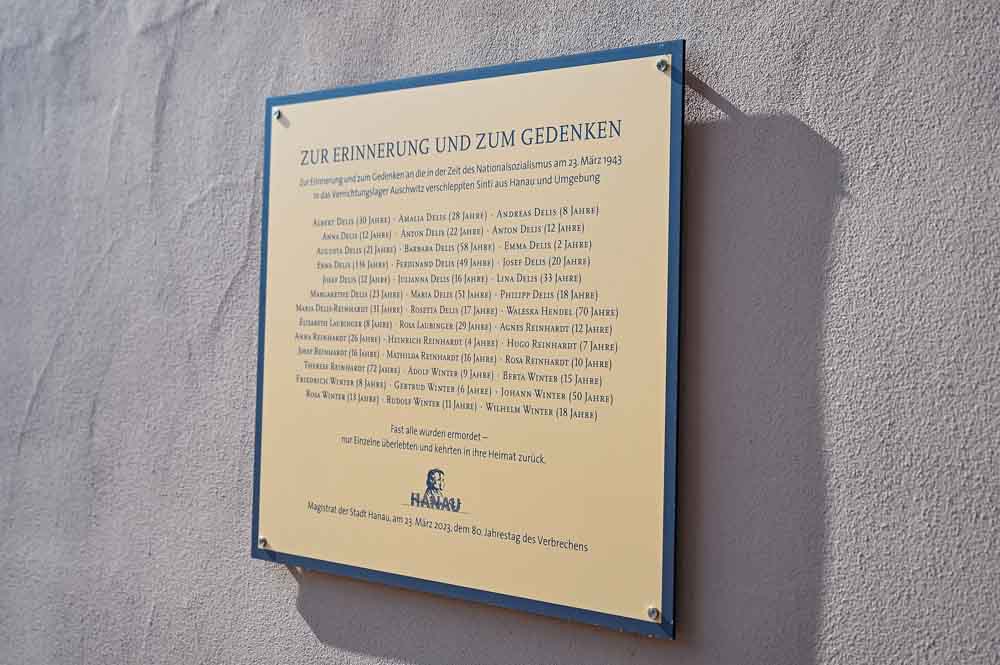 ZUR ERINNERUNG UND ZUM GEDENKEN
Zur Erinnerung und zum Gedenken an die in der Zeit des Nationalsozialismus am 23. März 1943
in das Vernichtungslager Auschwitz verschleppten Sinti aus Hanau und Umgebung
Albert Delis (30 Jahre) · Amalia Delis (28 Jahre) · Andreas Delis (8 Jahre)
Anna Delis (12 Jahre) · Anton Delis (22 Jahre) · Anton Delis (12 Jahre)
Augusta Delis (21 Jahre) · Barbara Delis (58 Jahre) · Emma Delis (2 Jahre)
Erna Delis (1½ Jahre) · Ferdinand Delis (49 Jahre) · Josef Delis (20 Jahre)
Josef Delis (12 Jahre) · Julianna Delis (16 Jahre) · Lina Delis (33 Jahre)
Margarethe Delis (23 Jahre) · Maria Delis (51 Jahre) · Philipp Delis (18 Jahre)
Maria Delis-Reinhardt (31 Jahre) · Rosetta Delis (17 Jahre) · Waleska Hendel (70 Jahre)
Elisabeth Laubinger (8 Jahre) · Rosa Laubinger (29 Jahre) · Agnes Reinhardt (12 Jahre)
Anna Reinhardt (26 Jahre) · Heinrich Reinhardt (4 Jahre) · Hugo Reinhardt (7 Jahre)
Josef Reinhardt (16 Jahre) · Mathilda Reinhardt (16 Jahre) · Rosa Reinhardt (10 Jahre)
Therese Reinhardt (72 Jahre) · Adolf Winter (9 Jahre) · Berta Winter (15 Jahre)
Friedrich Winter (8 Jahre) · Gertrud Winter (6 Jahre) · Johann Winter (50 Jahre)
Rosa Winter (13 Jahre) · Rudolf Winter (11 Jahre) · Wilhelm Winter (18 Jahre)
Fast alle wurden ermordet –
nur Einzelne überlebten und kehrten in ihre Heimat zurück.
HANAU
Magistrat der Stadt Hanau, am 23. März 2023, dem 80. Jahrestag des Verbrechens